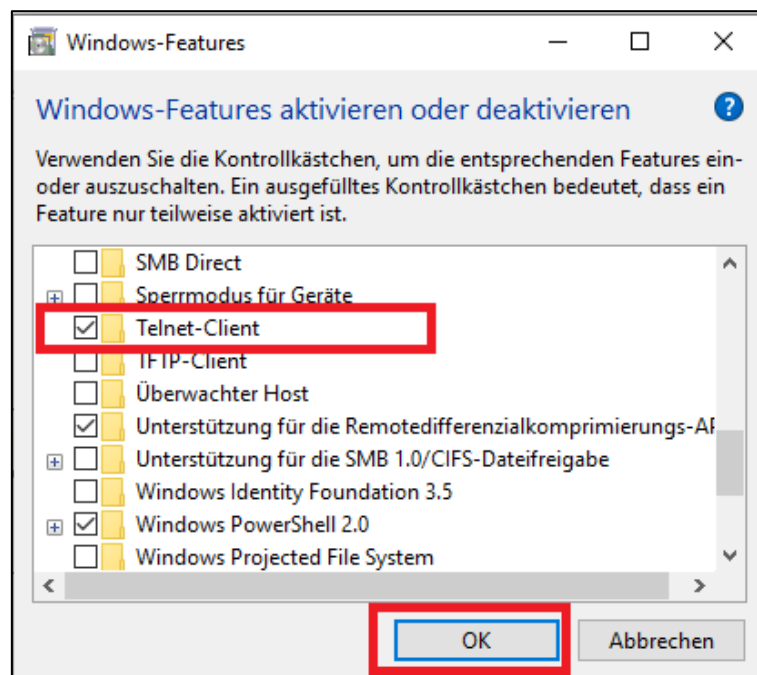 Windows-Features
Windows-Features aktivieren oder deaktivieren
Verwenden Sie die Kontrollkästchen, um die entsprechenden Features ein-
oder auszuschalten. Ein ausgefülltes Kontrollkästchen bedeutet, dass ein
Feature nur teilweise aktiviert ist.
SMB Direct
Sperrmodus für Geräte
Telnet-Client
TFTP-Client
Überwachter Host
Unterstützung für die Remotedifferenzialkomprimierungs-AP
Unterstützung für die SMB 1.0/CIFS-Dateifreigabe
Windows Identity Foundation 3.5
Windows PowerShell 2.0
Windows Projected File System
OK
Abbrechen